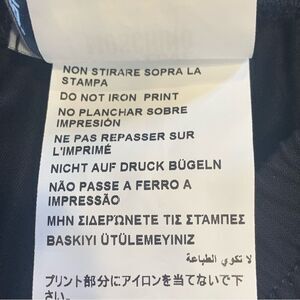 NON STIRARE SOPRA LA
STAMPA
DO NOT IRON PRINT
NO PLANCHAR SOBRE
IMPRESIÓN
NE PAS REPASSER SUR
L'IMPRIMÉ
NICHT AUF DRUCK BÜGELN
NÃO PASSE A FERRO A
IMPRESSÃO
ΜΗΝ ΣΙΔΕΡΩΝΕΤΕ ΤΙΣ ΣΤΑΜΠΕΣ
BASKIYI ÜTÜLEMEYINIZ
لا تكوي الطباعة
プリント部分にアイロンを当てないで下
さい。